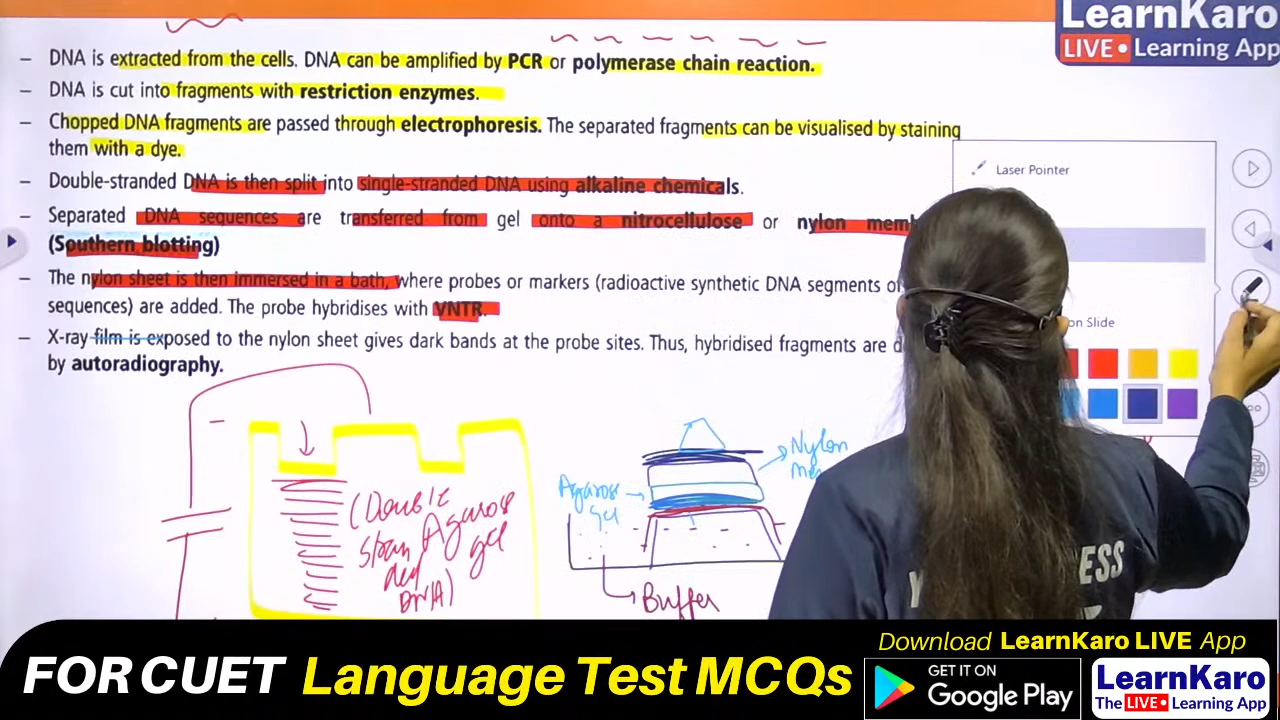 LearnKaro
LIVE • Learning App
– DNA is extracted from the cells. DNA can be amplified by PCR or polymerase chain reaction.
– DNA is cut into fragments with restriction enzymes.
– Chopped DNA fragments are passed through electrophoresis. The separated fragments can be visualised by staining
them with a dye.
– Double-stranded DNA is then split into single-stranded DNA using alkaline chemicals.
– Separated DNA sequences are transferred from gel onto a nitrocellulose or nylon
(Southern blotting)
– The nylon sheet is then immersed in a bath, where probes or markers (radioactive synthetic DNA segments
sequences) are added. The probe hybridises with VNTR.
– X-ray film is exposed to the nylon sheet gives dark bands at the probe sites. Thus, hybridised fragments are
by autoradiography.
Laser Pointer
on Slide
Nylon
Agarose
gel
(Double
stran
ded
DNA)
Agarose
gel
Buffer
ESS
FOR CUET Language Test MCQs
Download LearnKaro LIVE App
GET IT ON
Google Play
LearnKaro
The LIVE • Learning App